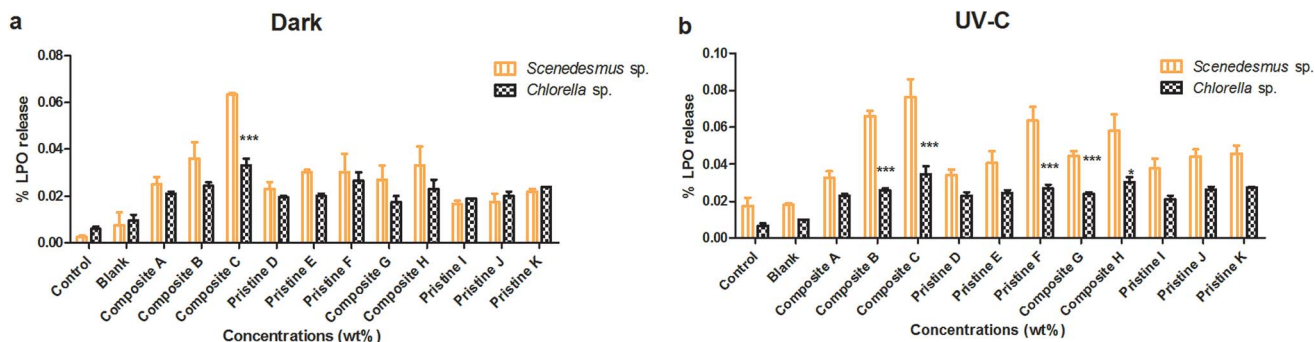 a
Dark
% LPO release
0.08
0.06
0.04
0.02
0.00
Scenedesmus sp.
Chlorella sp.
***
Control
Blank
Composite A
Composite B
Composite C
Pristine D
Pristine E
Pristine F
Composite G
Composite H
Pristine I
Pristine J
Pristine K
Concentrations (wt%)
b
UV-C
% LPO release
0.10
0.08
0.06
0.04
0.02
0.00
Scenedesmus sp.
Chlorella sp.
***
***
***
***
*
Control
Blank
Composite A
Composite B
Composite C
Pristine D
Pristine E
Pristine F
Composite G
Composite H
Pristine I
Pristine J
Pristine K
Concentrations (wt%)